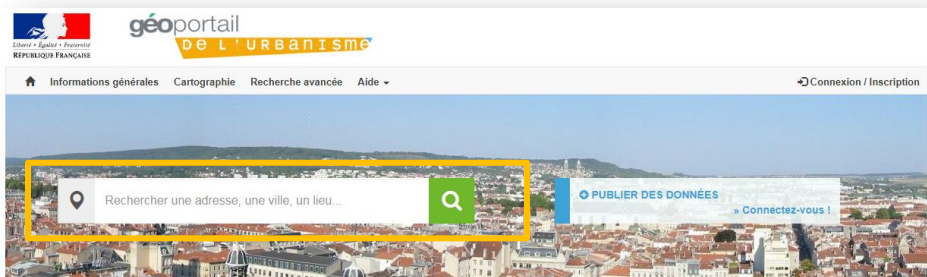 géoportail
DE L'URBANISME
Liberté • Égalité • Fraternité
RÉPUBLIQUE FRANÇAISE
Informations générales Cartographie Recherche avancée Aide
Connexion / Inscription
Rechercher une adresse, une ville, un lieu...
PUBLIER DES DONNÉES
» Connectez-vous !